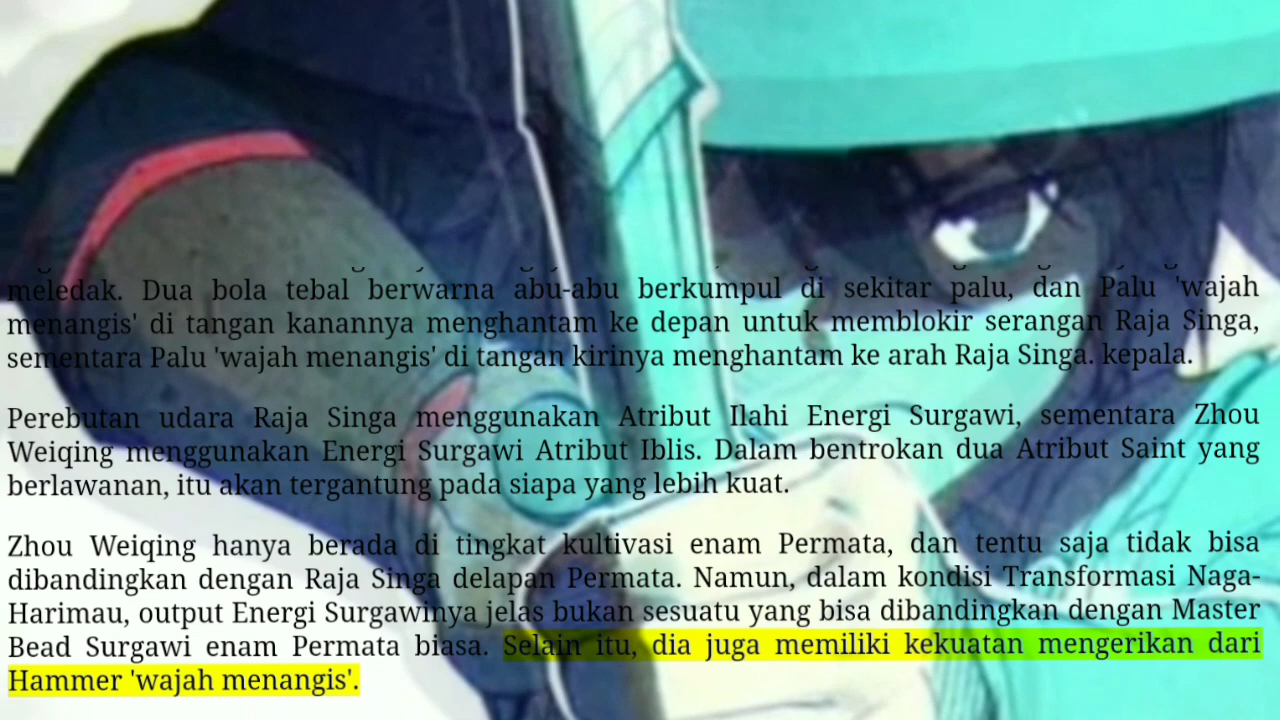 meledak. Dua bola tebal berwarna abu-abu berkumpul di sekitar palu, dan Palu 'wajah
menangis' di tangan kanannya menghantam ke depan untuk memblokir serangan Raja Singa,
sementara Palu 'wajah menangis' di tangan kirinya menghantam ke arah Raja Singa. kepala.
Perebutan udara Raja Singa menggunakan Atribut Ilahi Energi Surgawi, sementara Zhou
Weiqing menggunakan Energi Surgawi Atribut Iblis. Dalam bentrokan dua Atribut Saint yang
berlawanan, itu akan tergantung pada siapa yang lebih kuat.
Zhou Weiqing hanya berada di tingkat kultivasi enam Permata, dan tentu saja tidak bisa
dibandingkan dengan Raja Singa delapan Permata. Namun, dalam kondisi Transformasi Naga-
Harimau, output Energi Surgawinya jelas bukan sesuatu yang bisa dibandingkan dengan Master
Bead Surgawi enam Permata biasa. Selain itu, dia juga memiliki kekuatan mengerikan dari
Hammer 'wajah menangis'.